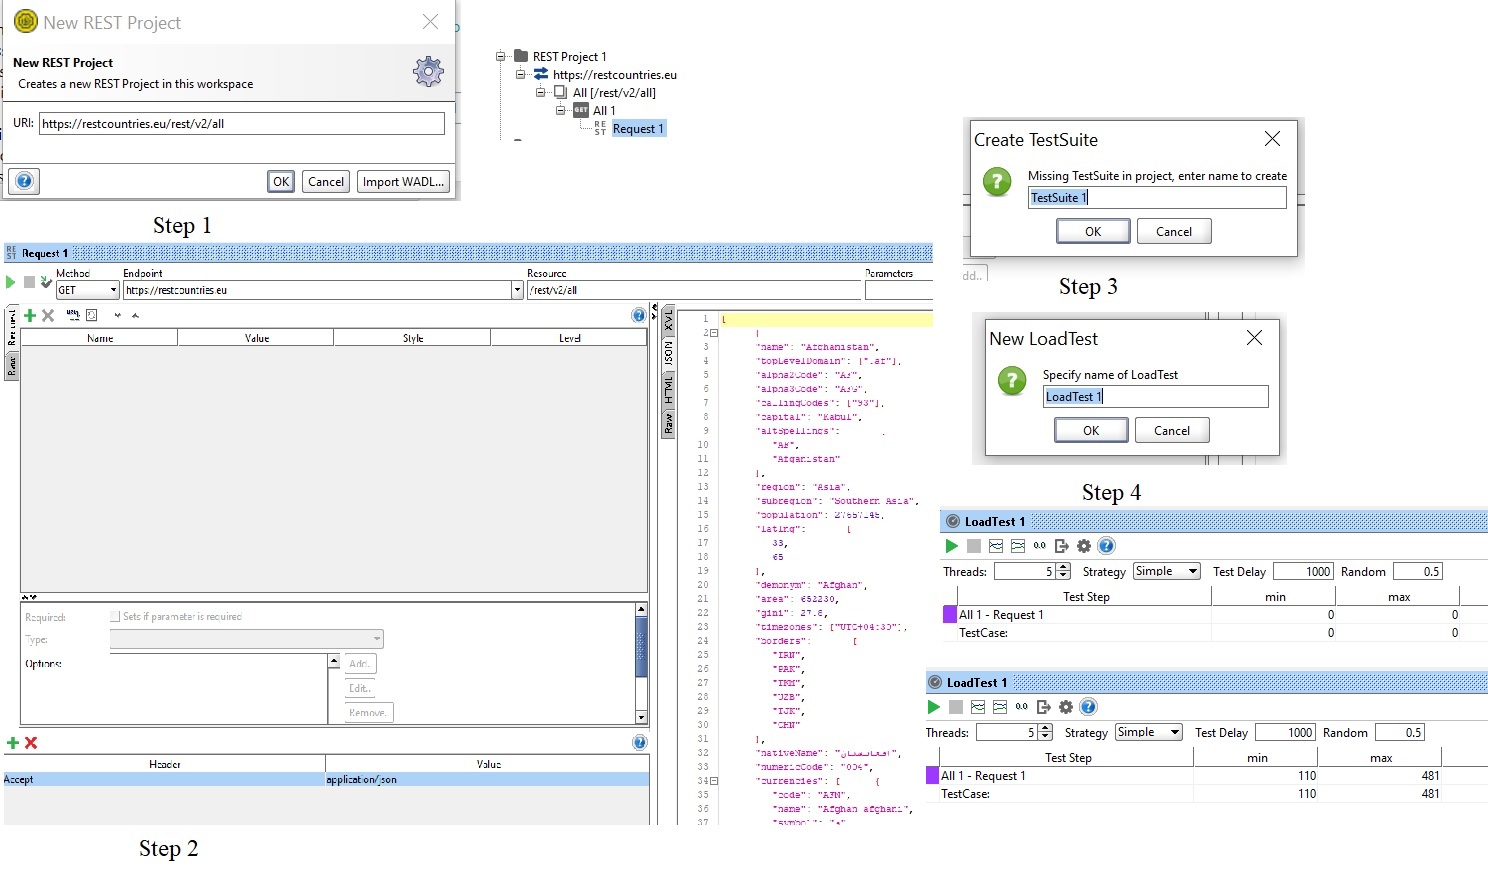 New REST Project
New REST Project
Creates a new REST Project in this workspace
URI: https://restcountries.eu/rest/v2/all
OK Cancel Import WADL...
Step 1
REST Project 1
https://restcountries.eu
All [/rest/v2/all]
GET All 1
REST Request 1
REST Request 1
Method Endpoint Resource Parameters
GET https://restcountries.eu /rest/v2/all
Request
Raw
Name Value Style Level
Required: Sets if parameter is required
Type:
Options: Add..
Edit..
Remove..
Header Value
Accept application/json
XML
JSON
HTML
Raw
1 [
2 {
3 "name": "Afghanistan",
4 "topLevelDomain": [".af"],
5 "alpha2Code": "AF",
6 "alpha3Code": "AFG",
7 "callingCodes": ["93"],
8 "capital": "Kabul",
9 "altSpellings":
10 "AF",
11 "Afganistan"
12 ],
13 "region": "Asia",
14 "subregion": "Southern Asia",
15 "population": 27657145,
16 "latlng": [
17 33,
18 65
19 ],
20 "demonym": "Afghan",
21 "area": 652230,
22 "gini": 27.8,
23 "timezones": ["UTC+04:30"],
24 "borders": [
25 "IRN",
26 "PAK",
27 "TKM",
28 "UZB",
29 "TJK",
30 "CHN"
31 ],
32 "nativeName": "افغانستان",
33 "numericCode": "004",
34 "currencies": [ {
35 "code": "AFN",
36 "name": "Afghan afghani",
37 "symbol":
Step 2
Create TestSuite
Missing TestSuite in project, enter name to create
TestSuite 1
OK Cancel
dd..
Step 3
New LoadTest
Specify name of LoadTest
LoadTest 1
OK Cancel
Step 4
LoadTest 1
0.0
Threads: 5 Strategy Simple Test Delay 1000 Random 0.5
Test Step min max
All 1 - Request 1 0 0
TestCase: 0 0
LoadTest 1
0.0
Threads: 5 Strategy Simple Test Delay 1000 Random 0.5
Test Step min max
All 1 - Request 1 110 481
TestCase: 110 481